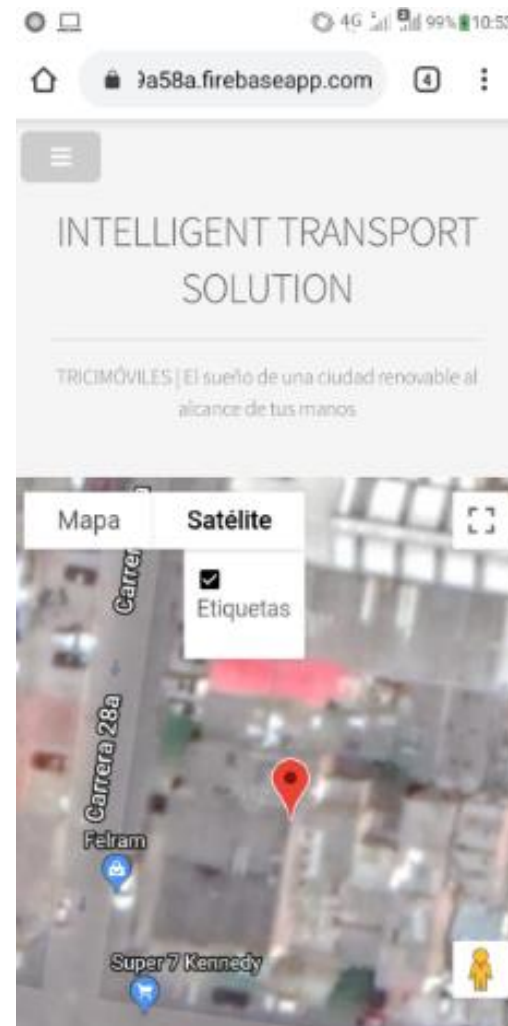 4G 99% 10:53
9a58a.firebaseapp.com 4
INTELLIGENT TRANSPORT
SOLUTION
TRICIMÓVILES | El sueño de una ciudad renovable al
alcance de tus manos
Mapa Satélite
Etiquetas
Carrera
Carrera 28a
Felram
Super 7 Kennedy